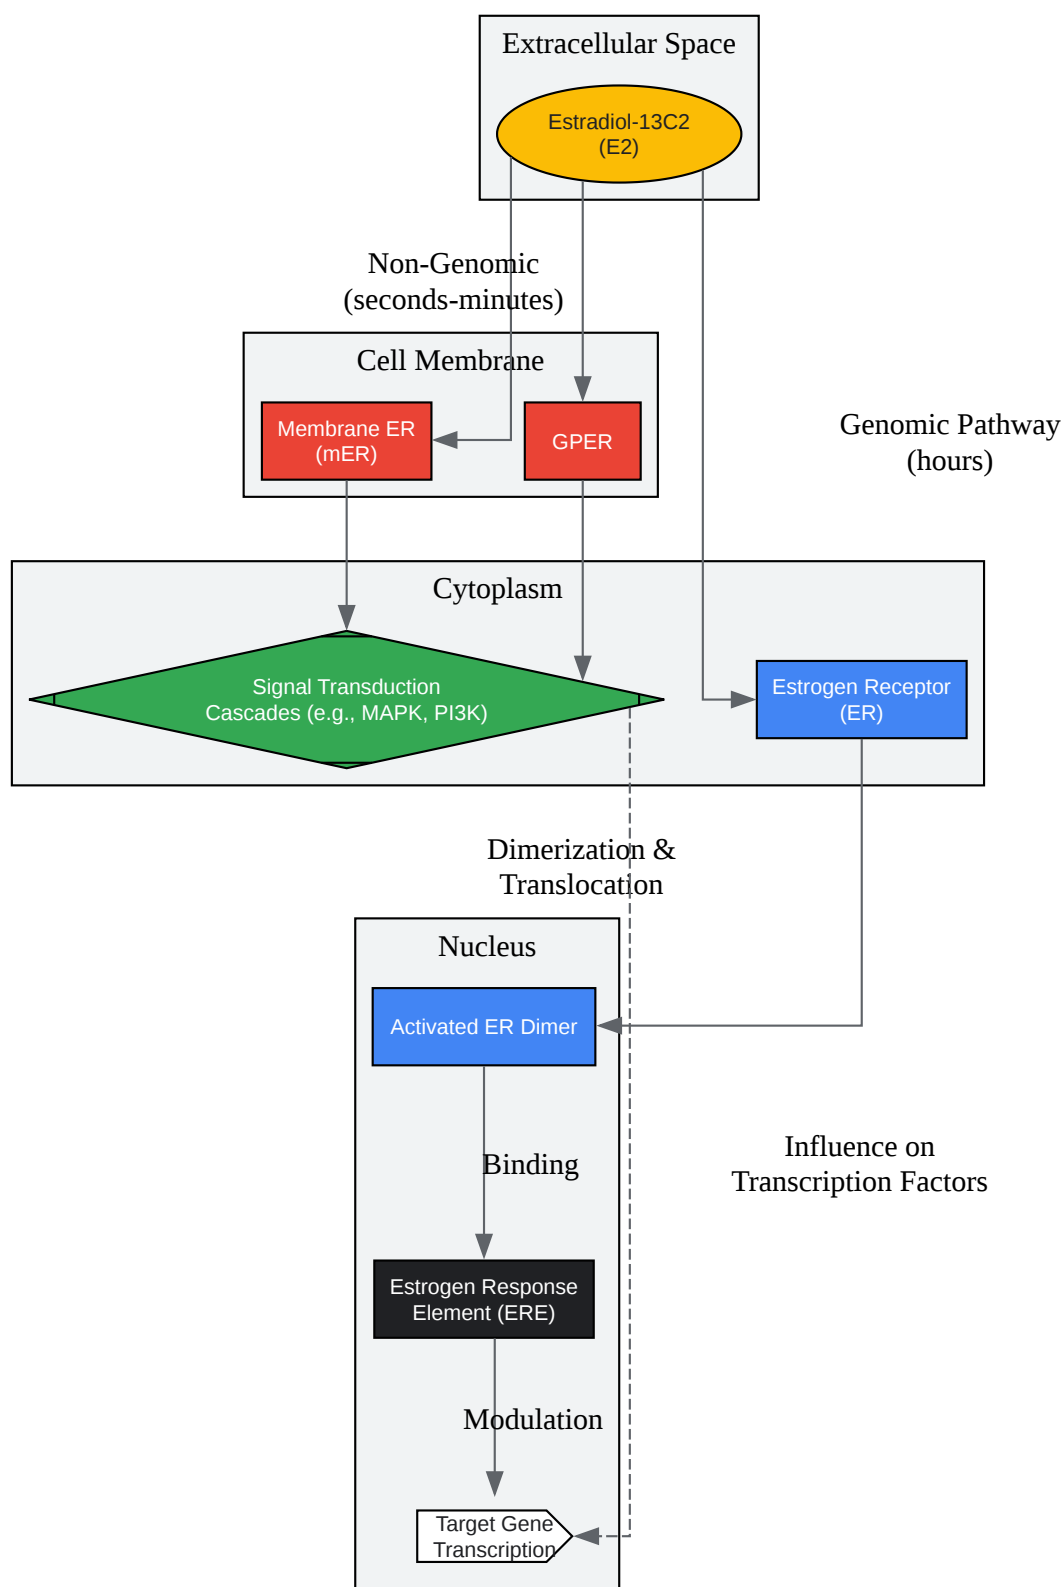 Extracellular Space
Estradiol-13C2
(E2)
Non-Genomic
(seconds-minutes)
Cell Membrane
Membrane ER
(mER)
GPER
Genomic Pathway
(hours)
Cytoplasm
Signal Transduction
Cascades (e.g., MAPK, PI3K)
Estrogen Receptor
(ER)
Dimerization &
Translocation
Nucleus
Activated ER Dimer
Binding
Influence on
Transcription Factors
Estrogen Response
Element (ERE)
Modulation
Target Gene
Transcription